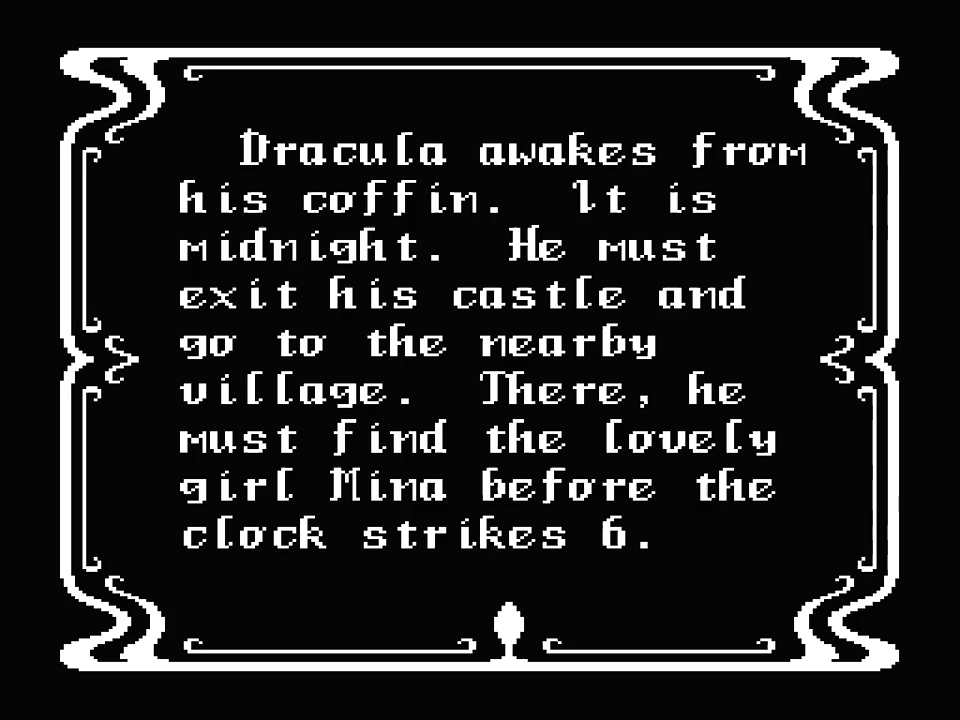 Dracula awakes from
his coffin. It is
midnight. He must
exit his castle and
go to the nearby
village. There, he
must find the lovely
girl Mina before the
clock strikes 6.